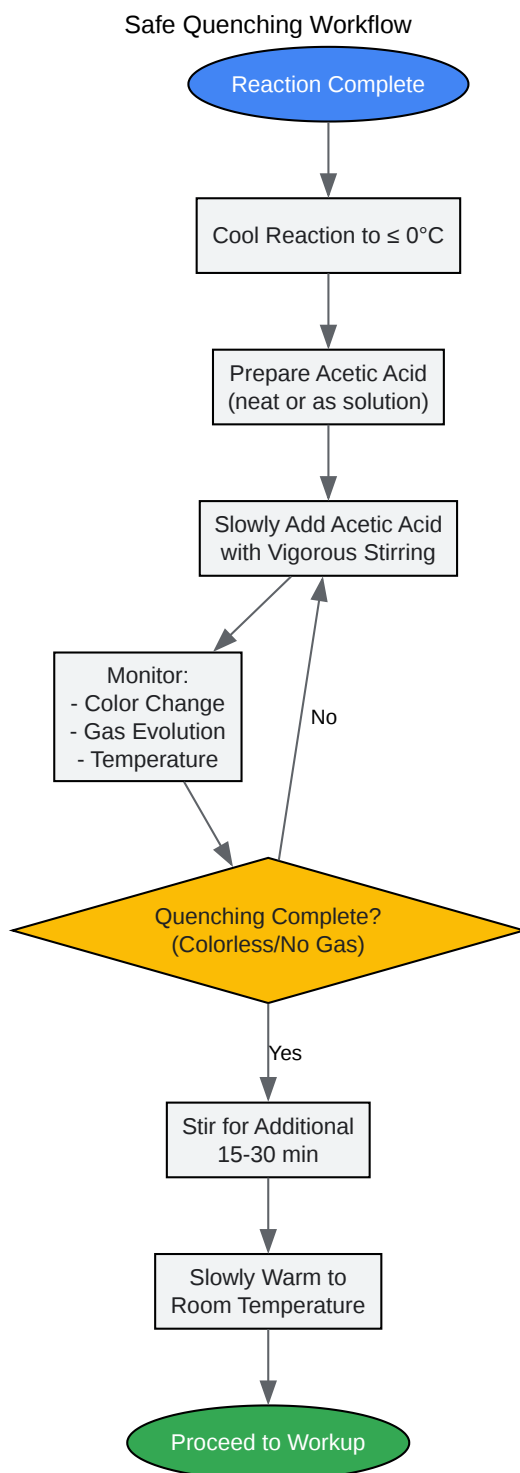 Safe Quenching Workflow
Reaction Complete
Cool Reaction to ≤ 0°C
Prepare Acetic Acid
(neat or as solution)
Slowly Add Acetic Acid
with Vigorous Stirring
Monitor:
- Color Change
- Gas Evolution
- Temperature
No
Quenching Complete?
(Colorless/No Gas)
Yes
Stir for Additional
15-30 min
Slowly Warm to
Room Temperature
Proceed to Workup